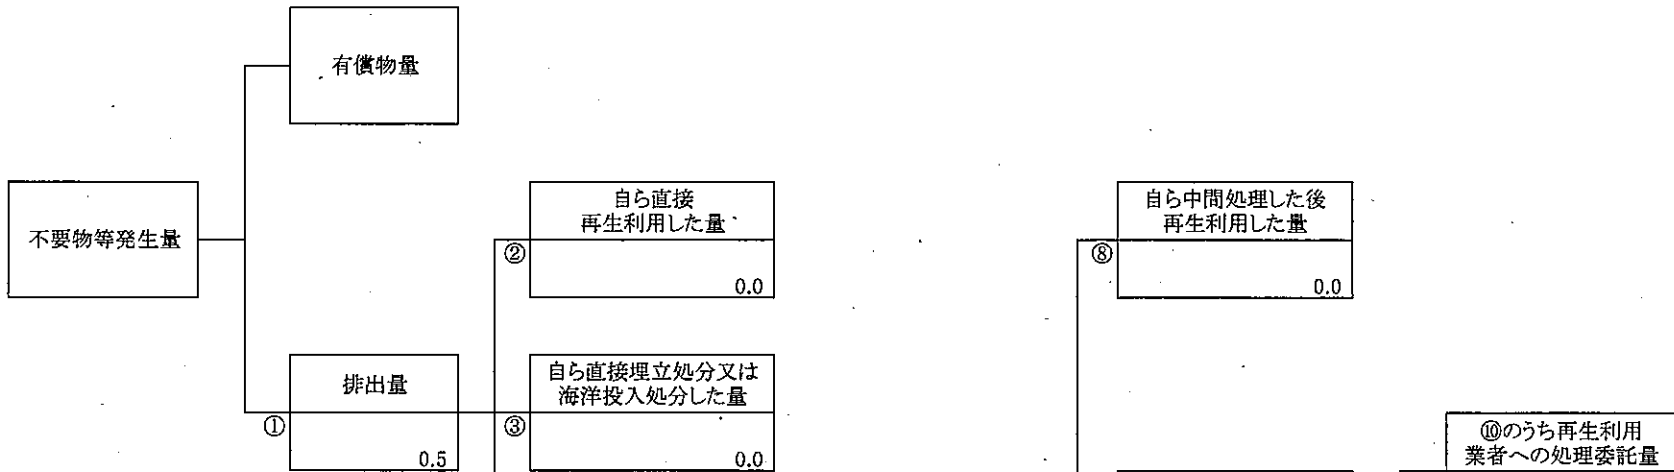 有償物量
不要物等発生量
自ら直接
再生利用した量
②
0.0
自ら中間処理した後
再生利用した量
⑧
0.0
排出量
①
0.5
自ら直接埋立処分又は
海洋投入処分した量
③
0.0
⑩のうち再生利用
業者への処理委託量